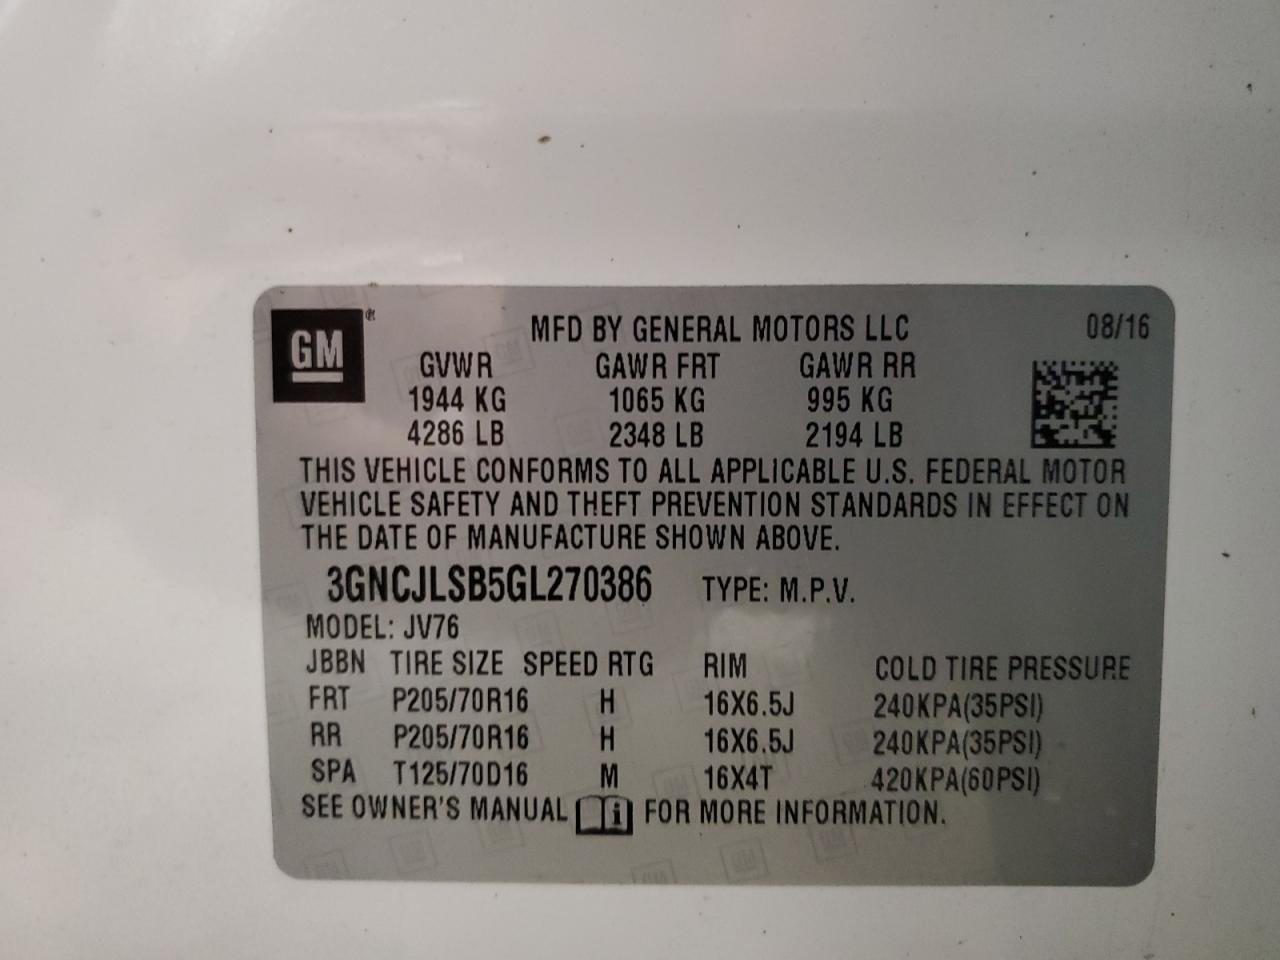 GM
MFD BY GENERAL MOTORS LLC 08/16
GVWR GAWR FRT GAWR RR
1944 KG 1065 KG 995 KG
4286 LB 2348 LB 2194 LB
THIS VEHICLE CONFORMS TO ALL APPLICABLE U.S. FEDERAL MOTOR
VEHICLE SAFETY AND THEFT PREVENTION STANDARDS IN EFFECT ON
THE DATE OF MANUFACTURE SHOWN ABOVE.
3GNCJLSB5GL270386 TYPE: M.P.V.
MODEL: JV76
JBBN TIRE SIZE SPEED RTG RIM COLD TIRE PRESSURE
FRT P205/70R16 H 16X6.5J 240KPA(35PSI)
RR P205/70R16 H 16X6.5J 240KPA(35PSI)
SPA T125/70D16 M 16X4T 420KPA(60PSI)
SEE OWNER'S MANUAL i FOR MORE INFORMATION.